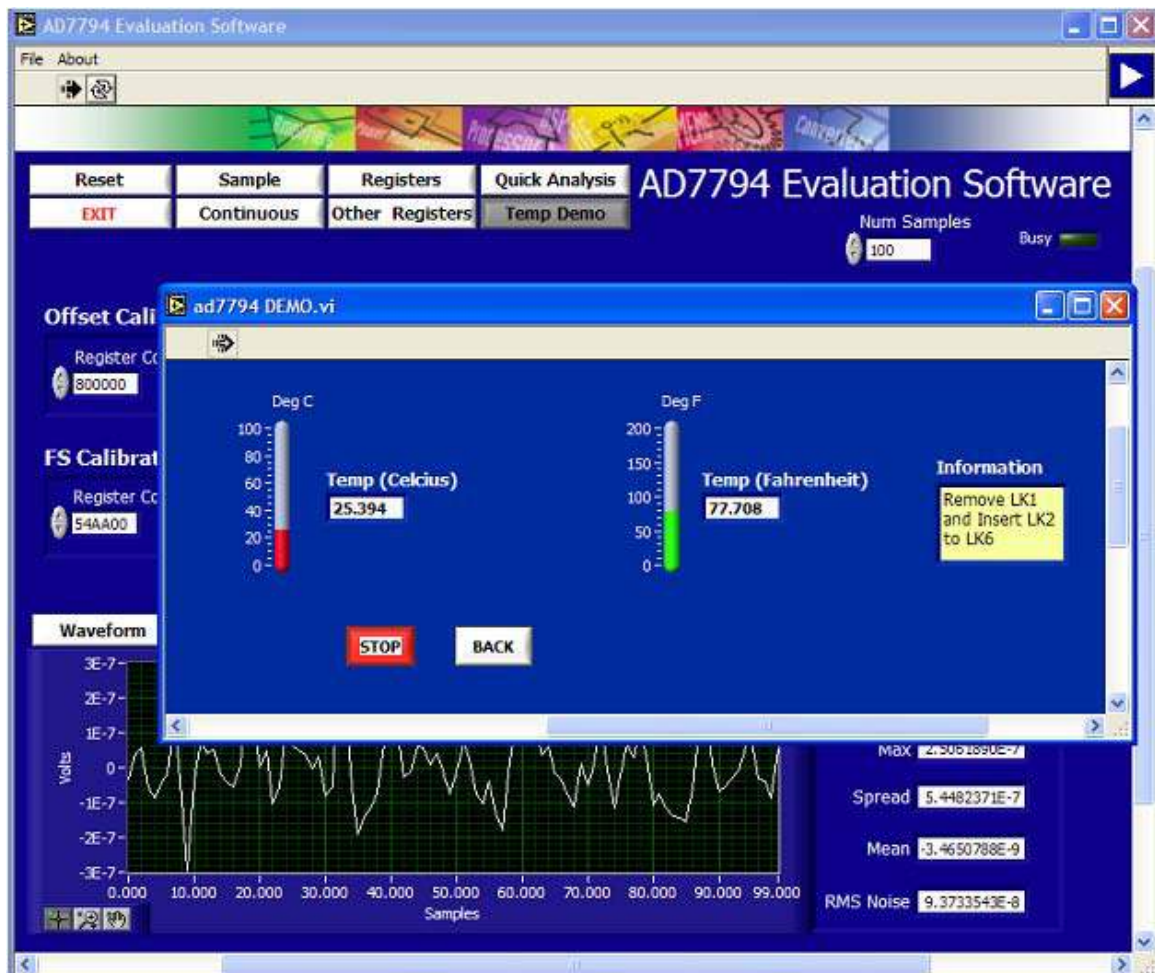 AD7794 Evaluation Software
File About
Reset Sample Registers Quick Analysis
EXIT Continuous Other Registers Temp Demo
AD7794 Evaluation Software
Num Samples
100
Busy
Offset Cali
Register Co
800000
FS Calibrat
Register Co
54AA00
ad7794 DEMO.vi
Deg C
100
80
60
40
20
0
Temp (Celcius)
25.394
Deg F
200
150
100
50
0
Temp (Fahrenheit)
77.708
Information
Remove LK1
and Insert LK2
to LK6
STOP BACK
Waveform
Volts
3E-7
2E-7
1E-7
0
-1E-7
-2E-7
-3E-7
0.000 10.000 20.000 30.000 40.000 50.000 60.000 70.000 80.000 90.000 99.000
Samples
Max
Spread 5.4482371E-7
Mean -3.4650788E-9
RMS Noise 9.3733543E-8